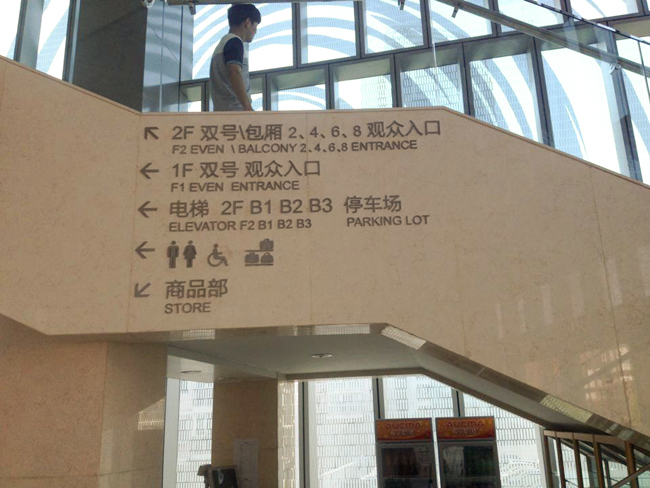 2F 双号\包厢 2、4、6、8 观众入口
F2 EVEN \ BALCONY 2、4、6、8 ENTRANCE
1F 双号 观众入口
F1 EVEN ENTRANCE
电梯 2F B1 B2 B3 停车场
ELEVATOR F2 B1 B2 B3 PARKING LOT
商品部
STORE
AUCMA AUCMA